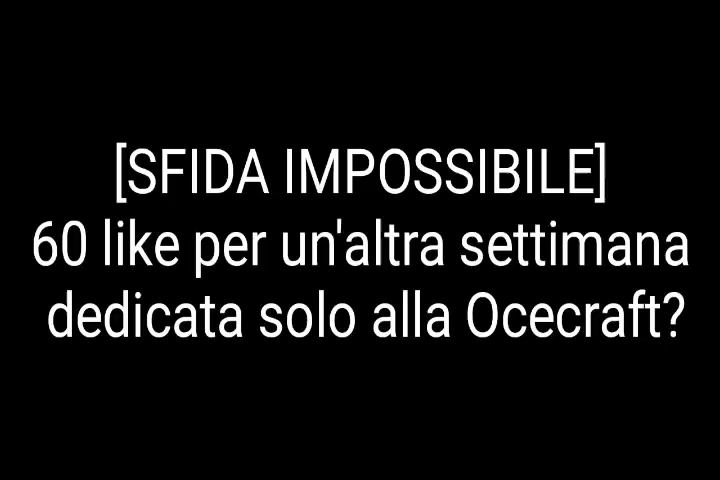 [SFIDA IMPOSSIBILE]
60 like per un'altra settimana
dedicata solo alla Ocecraft?